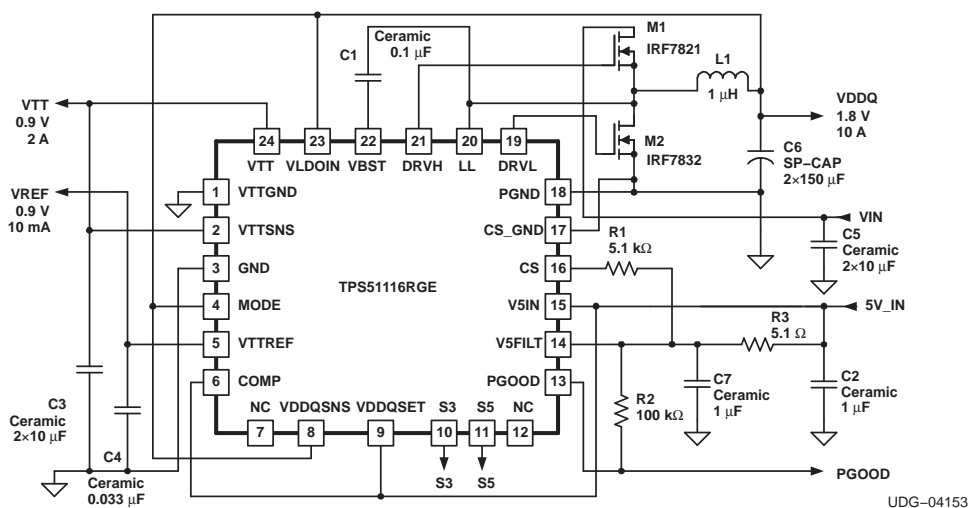 M1
IRF7821
Ceramic
0.1 μF
C1
L1
1 μH
VTT
0.9 V
2 A
VDDQ
1.8 V
10 A
24 23 22 21 20 19
VTT VLDOIN VBST DRVH LL DRVL
M2
IRF7832
C6
SP−CAP
2×150 μF
VREF
0.9 V
10 mA
1 VTTGND
PGND 18
2 VTTSNS
CS_GND 17
VIN
R1
5.1 kΩ
C5
Ceramic
2×10 μF
3 GND
CS 16
TPS51116RGE
4 MODE
V5IN 15
5V_IN
R3
5.1 Ω
5 VTTREF
V5FILT 14
6 COMP
PGOOD 13
C3
Ceramic
2×10 μF
R2
100 kΩ
C7
Ceramic
1 μF
C2
Ceramic
1 μF
NC VDDQSNS VDDQSET S3 S5 NC
7 8 9 10 11 12
C4
Ceramic
0.033 μF
S3 S5
PGOOD
UDG−04153